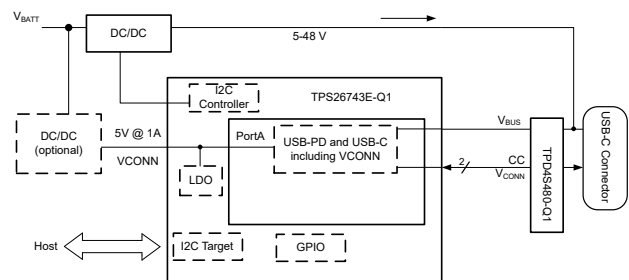 VBATT
DC/DC
5-48 V
I2C
Controller
TPS26743E-Q1
DC/DC
(optional)
5V @ 1A
VCONN
PortA
USB-PD and USB-C
including VCONN
LDO
VBUS
2
CC
VCONN
TPD4S480-Q1
USB-C Connector
Host
I2C Target
GPIO